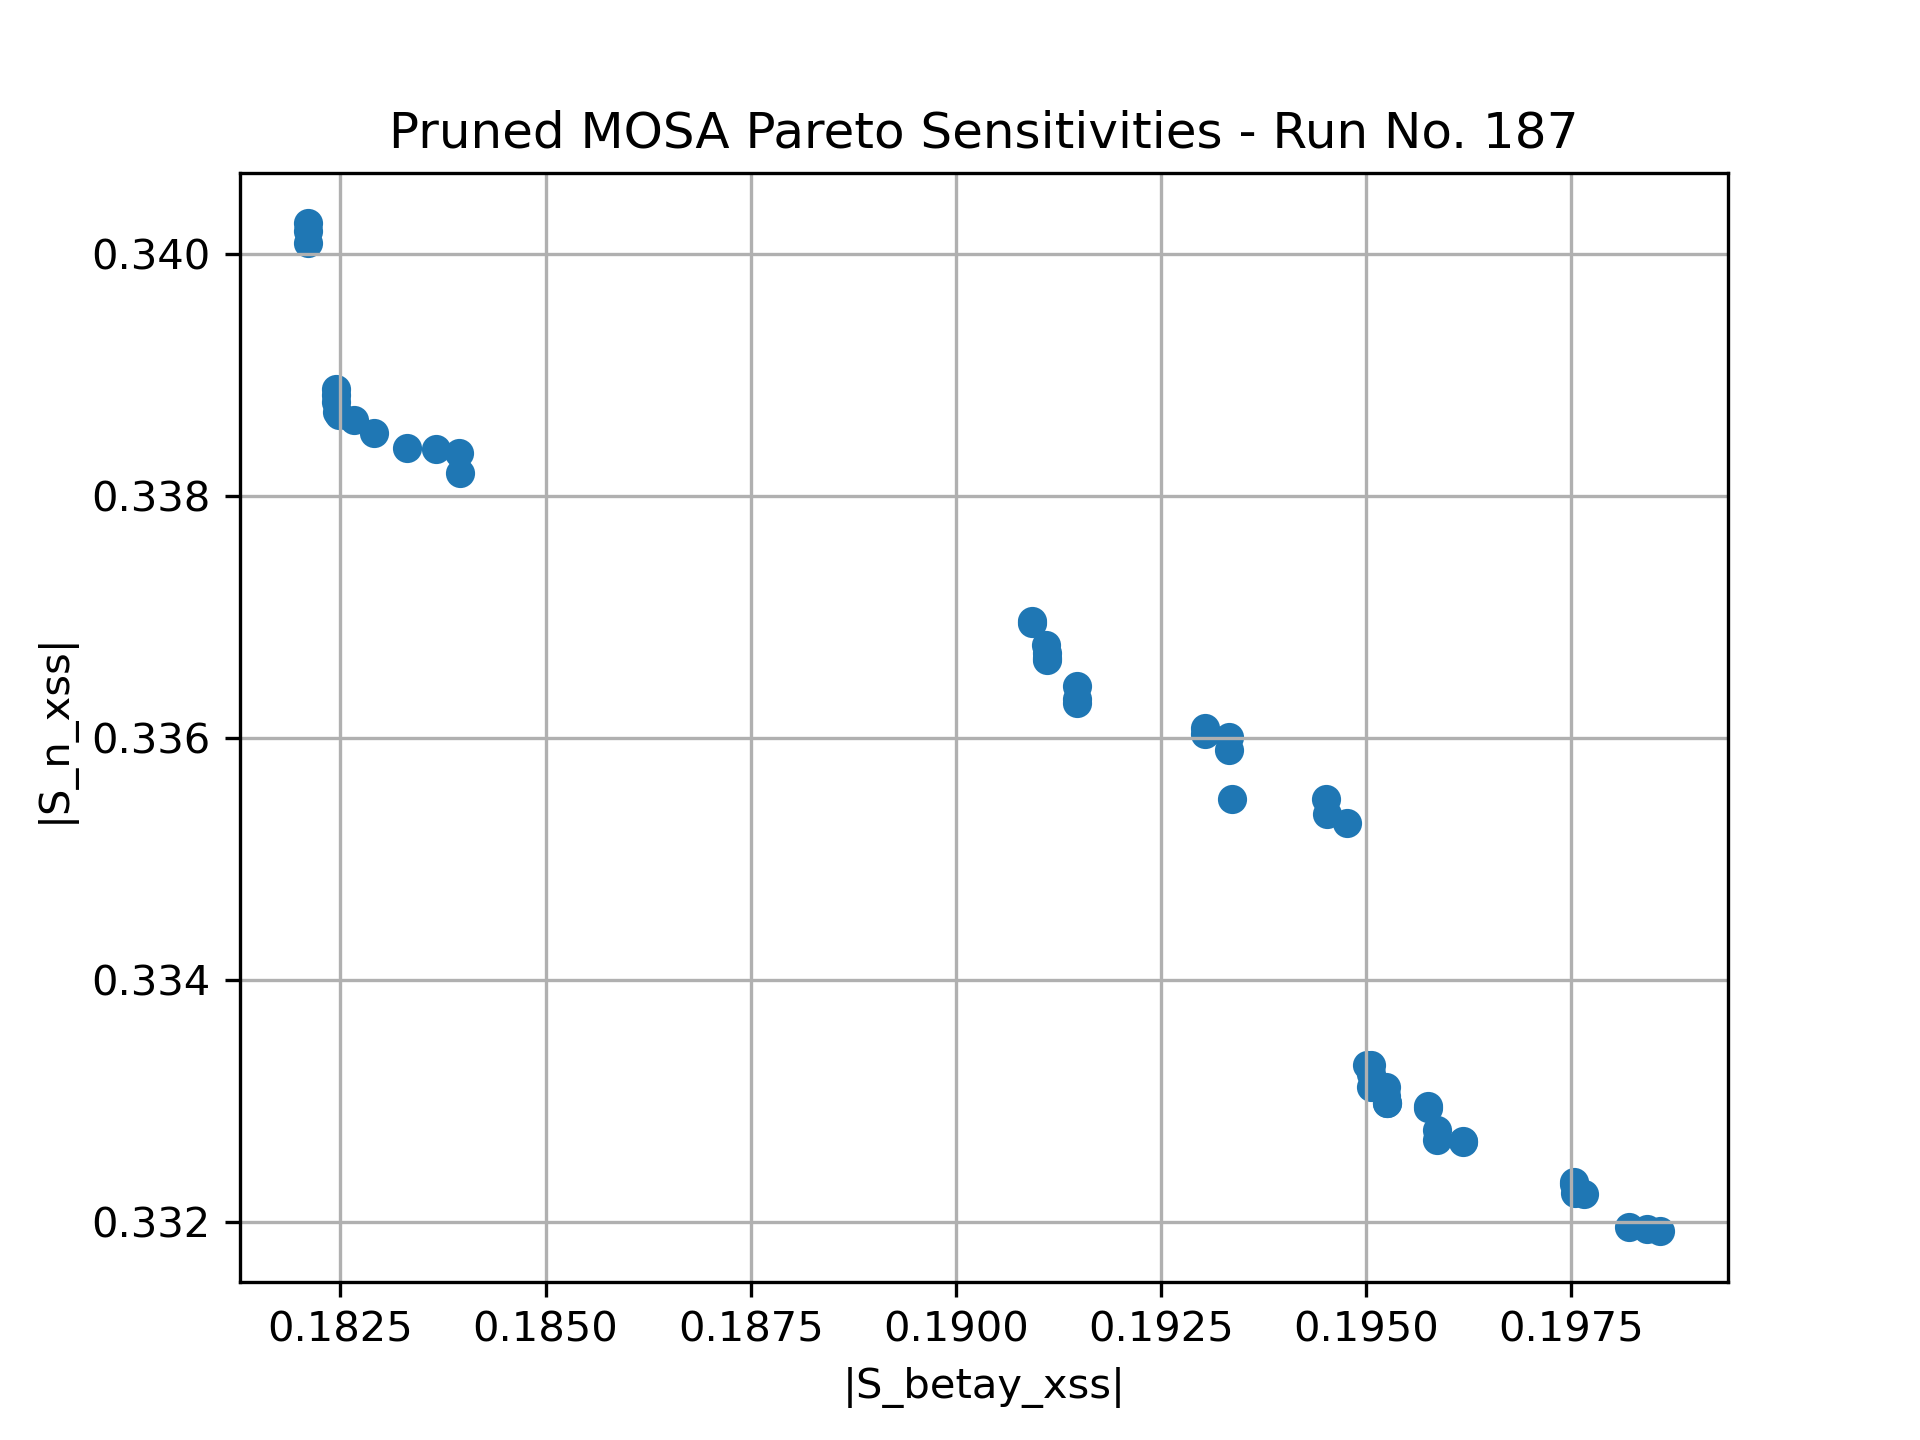 Pruned MOSA Pareto Sensitivities - Run No. 187
|S_n_xss|
0.340
0.338
0.336
0.334
0.332
0.1825 0.1850 0.1875 0.1900 0.1925 0.1950 0.1975
|S_betay_xss|